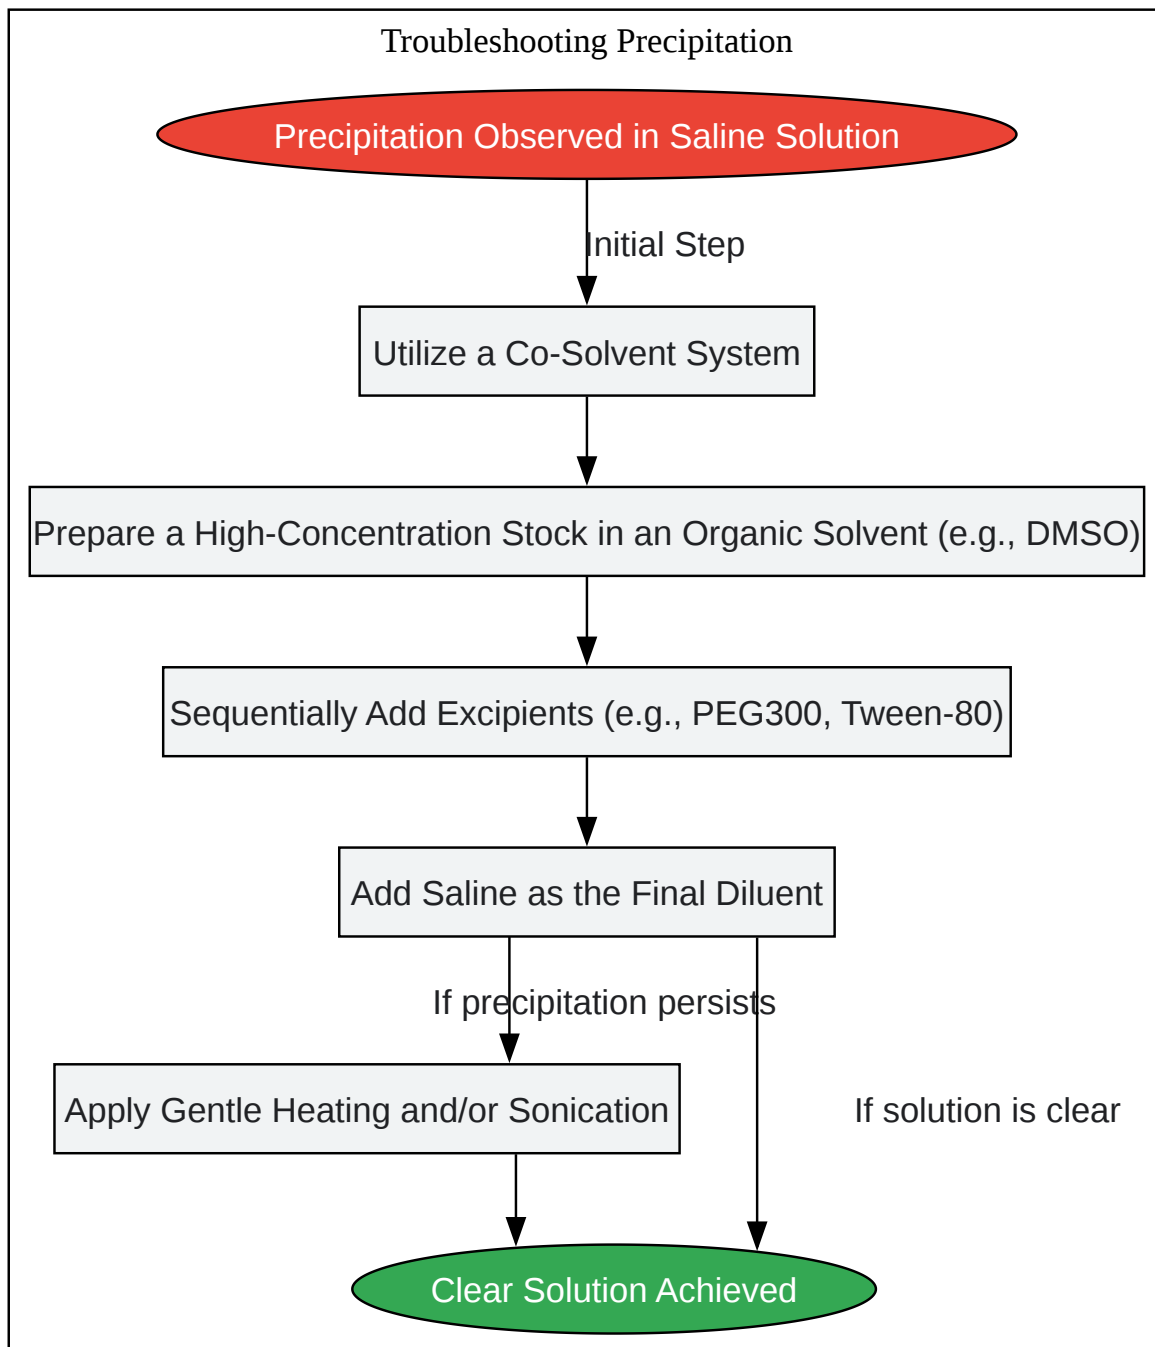 Troubleshooting Precipitation
Precipitation Observed in Saline Solution
Initial Step
Utilize a Co-Solvent System
Prepare a High-Concentration Stock in an Organic Solvent (e.g., DMSO)
Sequentially Add Excipients (e.g., PEG300, Tween-80)
Add Saline as the Final Diluent
If precipitation persists
Apply Gentle Heating and/or Sonication
If solution is clear
Clear Solution Achieved